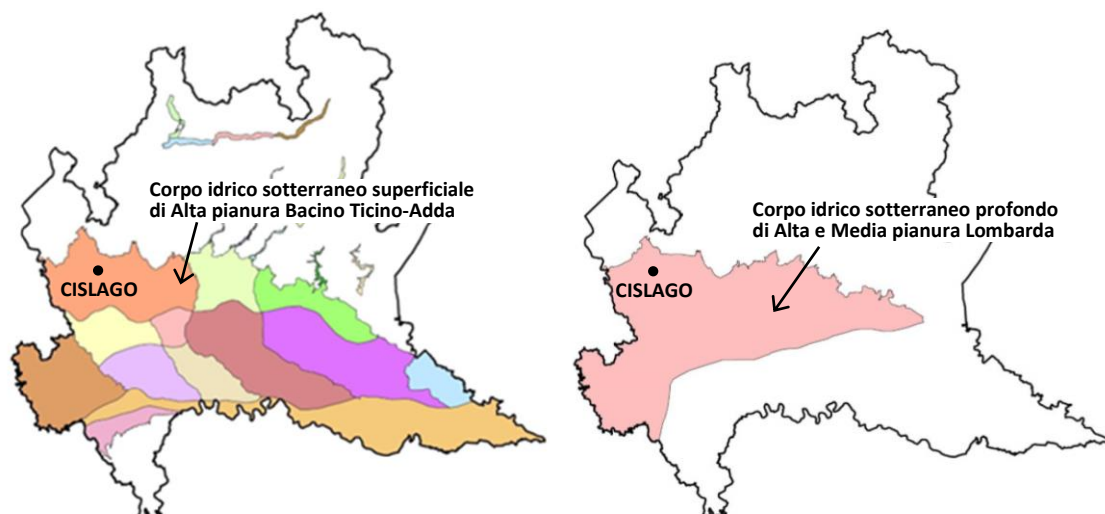 Corpo idrico sotterraneo superficiale
di Alta pianura Bacino Ticino-Adda
CISLAGO
Corpo idrico sotterraneo profondo
di Alta e Media pianura Lombarda
CISLAGO